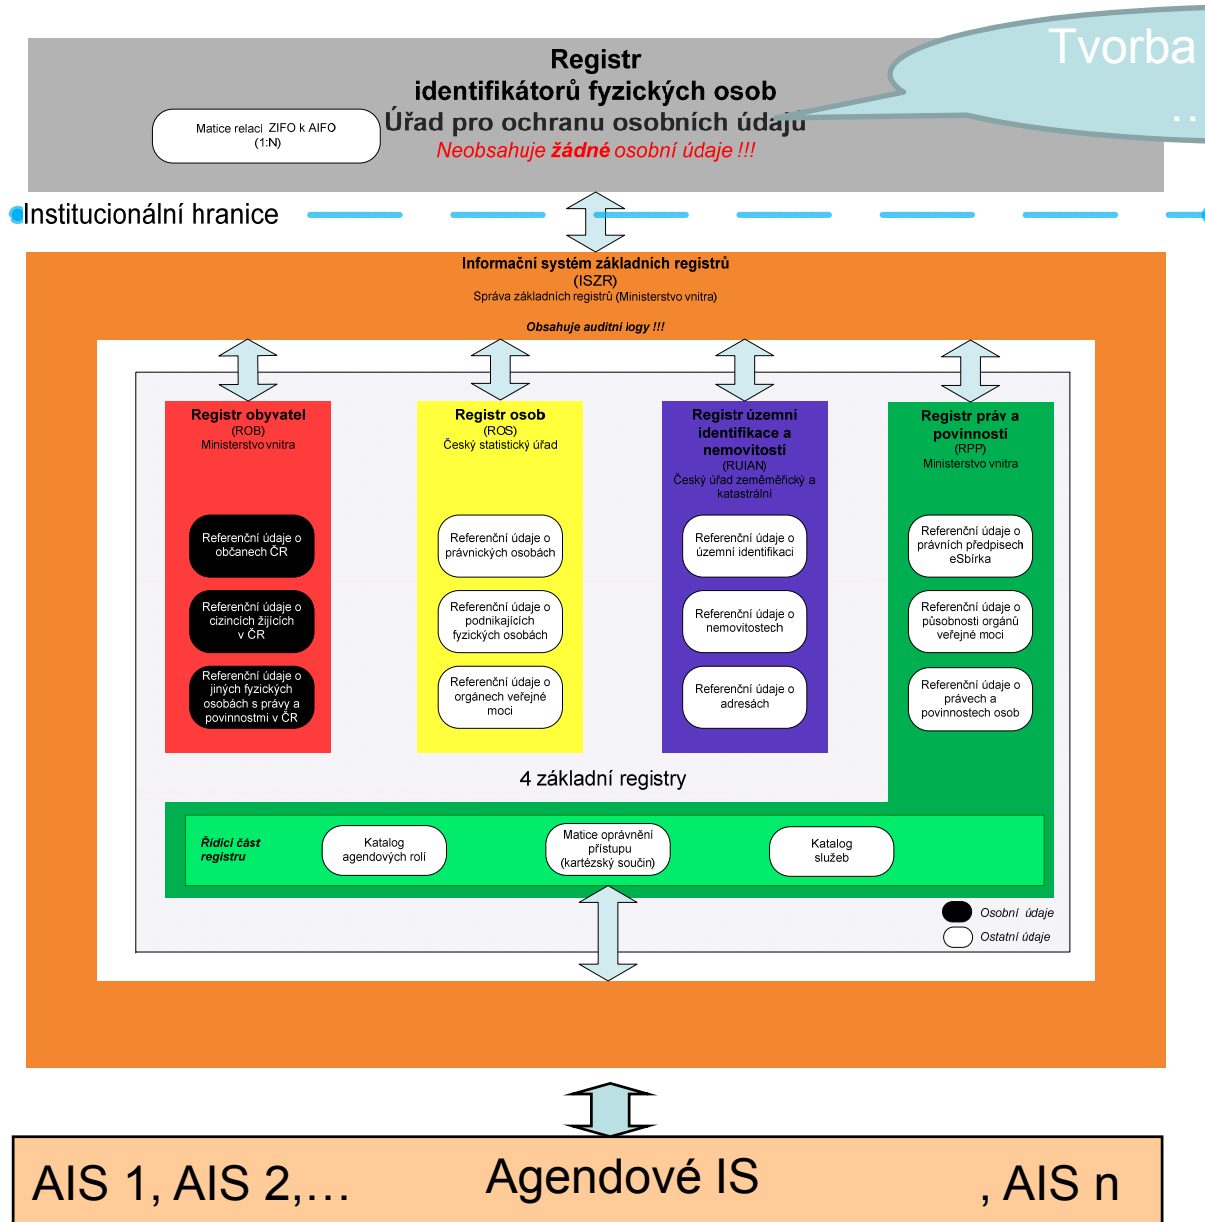 Tvorba
..
Registr
identifikátorů fyzických osob
Úřad pro ochranu osobních údajů
Neobsahuje žádné osobní údaje !!!
Matice relací ZIFO k AIFO
(1:N)
Institucionální hranice
Informační systém základních registrů
(ISZR)
Správa základních registrů (Ministerstvo vnitra)
Obsahuje auditní logy !!!
Registr obyvatel
(ROB)
Ministerstvo vnitra
Referenční údaje o
občanech ČR
Referenční údaje o
cizincích žijících
v ČR
Referenční údaje o
jiných fyzických
osobách s právy a
povinnostmi v ČR
Registr osob
(ROS)
Český statistický úřad
Referenční údaje o
právnických osobách
Referenční údaje o
podnikajících
fyzických osobách
Referenční údaje o
orgánech veřejné
moci
Registr územní
identifikace a
nemovitostí
(RUIAN)
Český úřad zeměměřický a
katastrální
Referenční údaje o
územní identifikaci
Referenční údaje o
nemovitostech
Referenční údaje o
adresách
Registr práv a
povinností
(RPP)
Ministerstvo vnitra
Referenční údaje o
právních předpisech
eSbírka
Referenční údaje o
působnosti orgánů
veřejné moci
Referenční údaje o
právech a
povinnostech osob
4 základní registry
Řídící část
registru
Katalog
agendových rolí
Matice oprávnění
přístupu
(kartézský součin)
Katalog
služeb
Osobní údaje
Ostatní údaje
AIS 1, AIS 2,... Agendové IS , AIS n